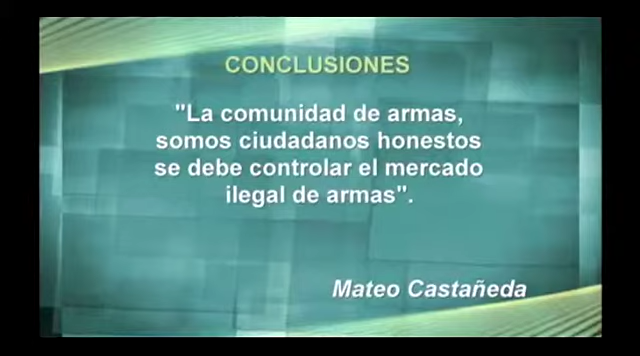 CONCLUSIONES
"La comunidad de armas,
somos ciudadanos honestos
se debe controlar el mercado
ilegal de armas".
Mateo Castañeda